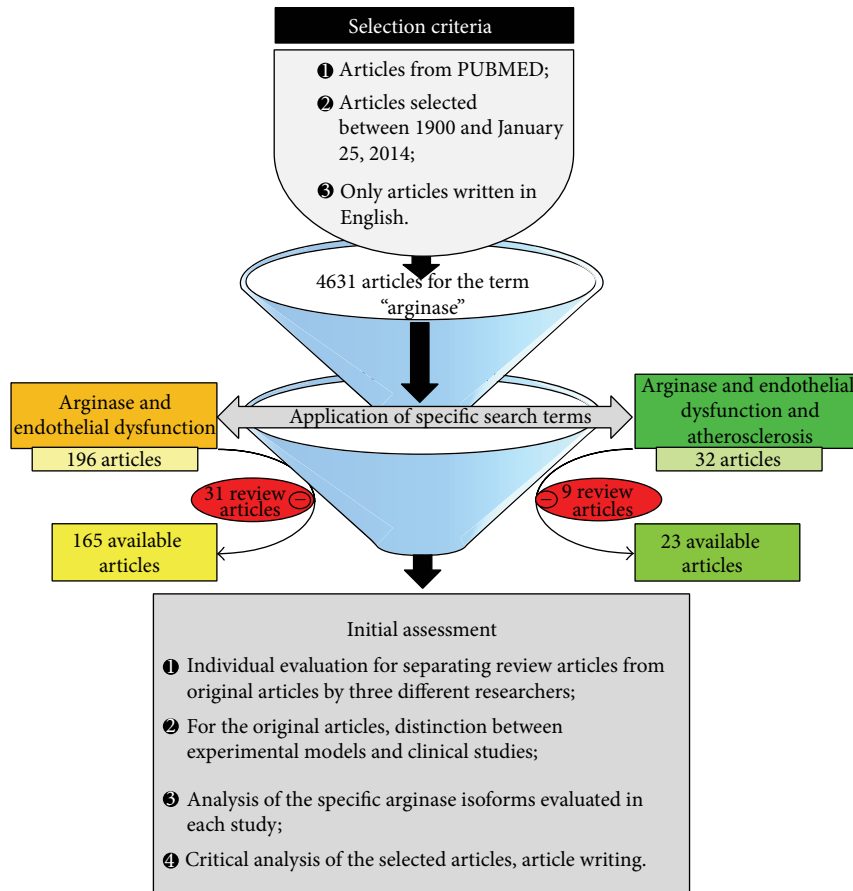 Selection criteria
❶ Articles from PUBMED;
❷ Articles selected
between 1900 and January
25, 2014;
❸ Only articles written in
English.
4631 articles for the term
“arginase”
Application of specific search terms
Arginase and
endothelial dysfunction
196 articles
31 review
articles
−
165 available
articles
Arginase and endothelial
dysfunction and
atherosclerosis
32 articles
−
9 review
articles
23 available
articles
Initial assessment
❶ Individual evaluation for separating review articles from
original articles by three different researchers;
❷ For the original articles, distinction between
experimental models and clinical studies;
❸ Analysis of the specific arginase isoforms evaluated in
each study;
❹ Critical analysis of the selected articles, article writing.